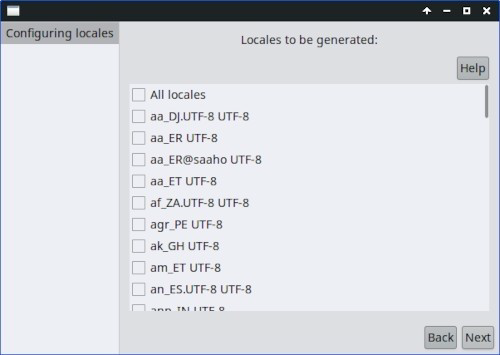 Configuring locales
Locales to be generated:
Help
All locales
aa_DJ.UTF-8 UTF-8
aa_ER UTF-8
aa_ER@saaho UTF-8
aa_ET UTF-8
af_ZA.UTF-8 UTF-8
agr_PE UTF-8
ak_GH UTF-8
am_ET UTF-8
an_ES.UTF-8 UTF-8
Back
Next